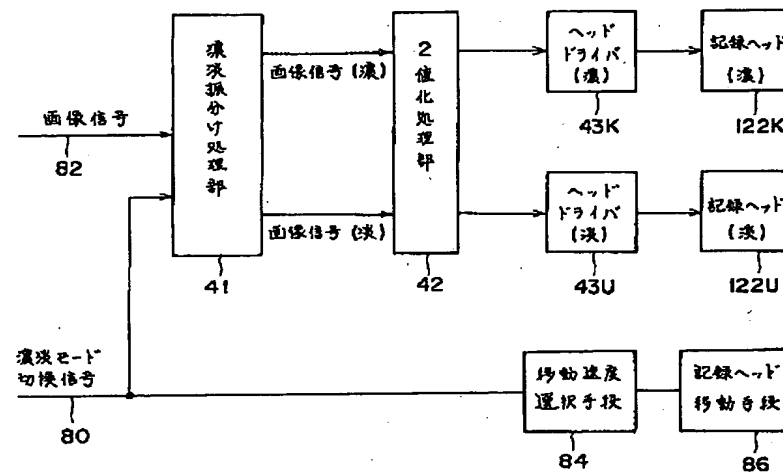 画像信号
82
濃淡振分け処理部
41
画像信号(濃)
画像信号(淡)
2値化処理部
42
ヘッド
ドライバ
(濃)
43K
記録ヘッド
(濃)
122K
ヘッド
ドライバ
(淡)
43U
記録ヘッド
(淡)
122U
濃淡モード
切換信号
80
移動速度
選択手段
84
記録ヘッド
移動手段
86